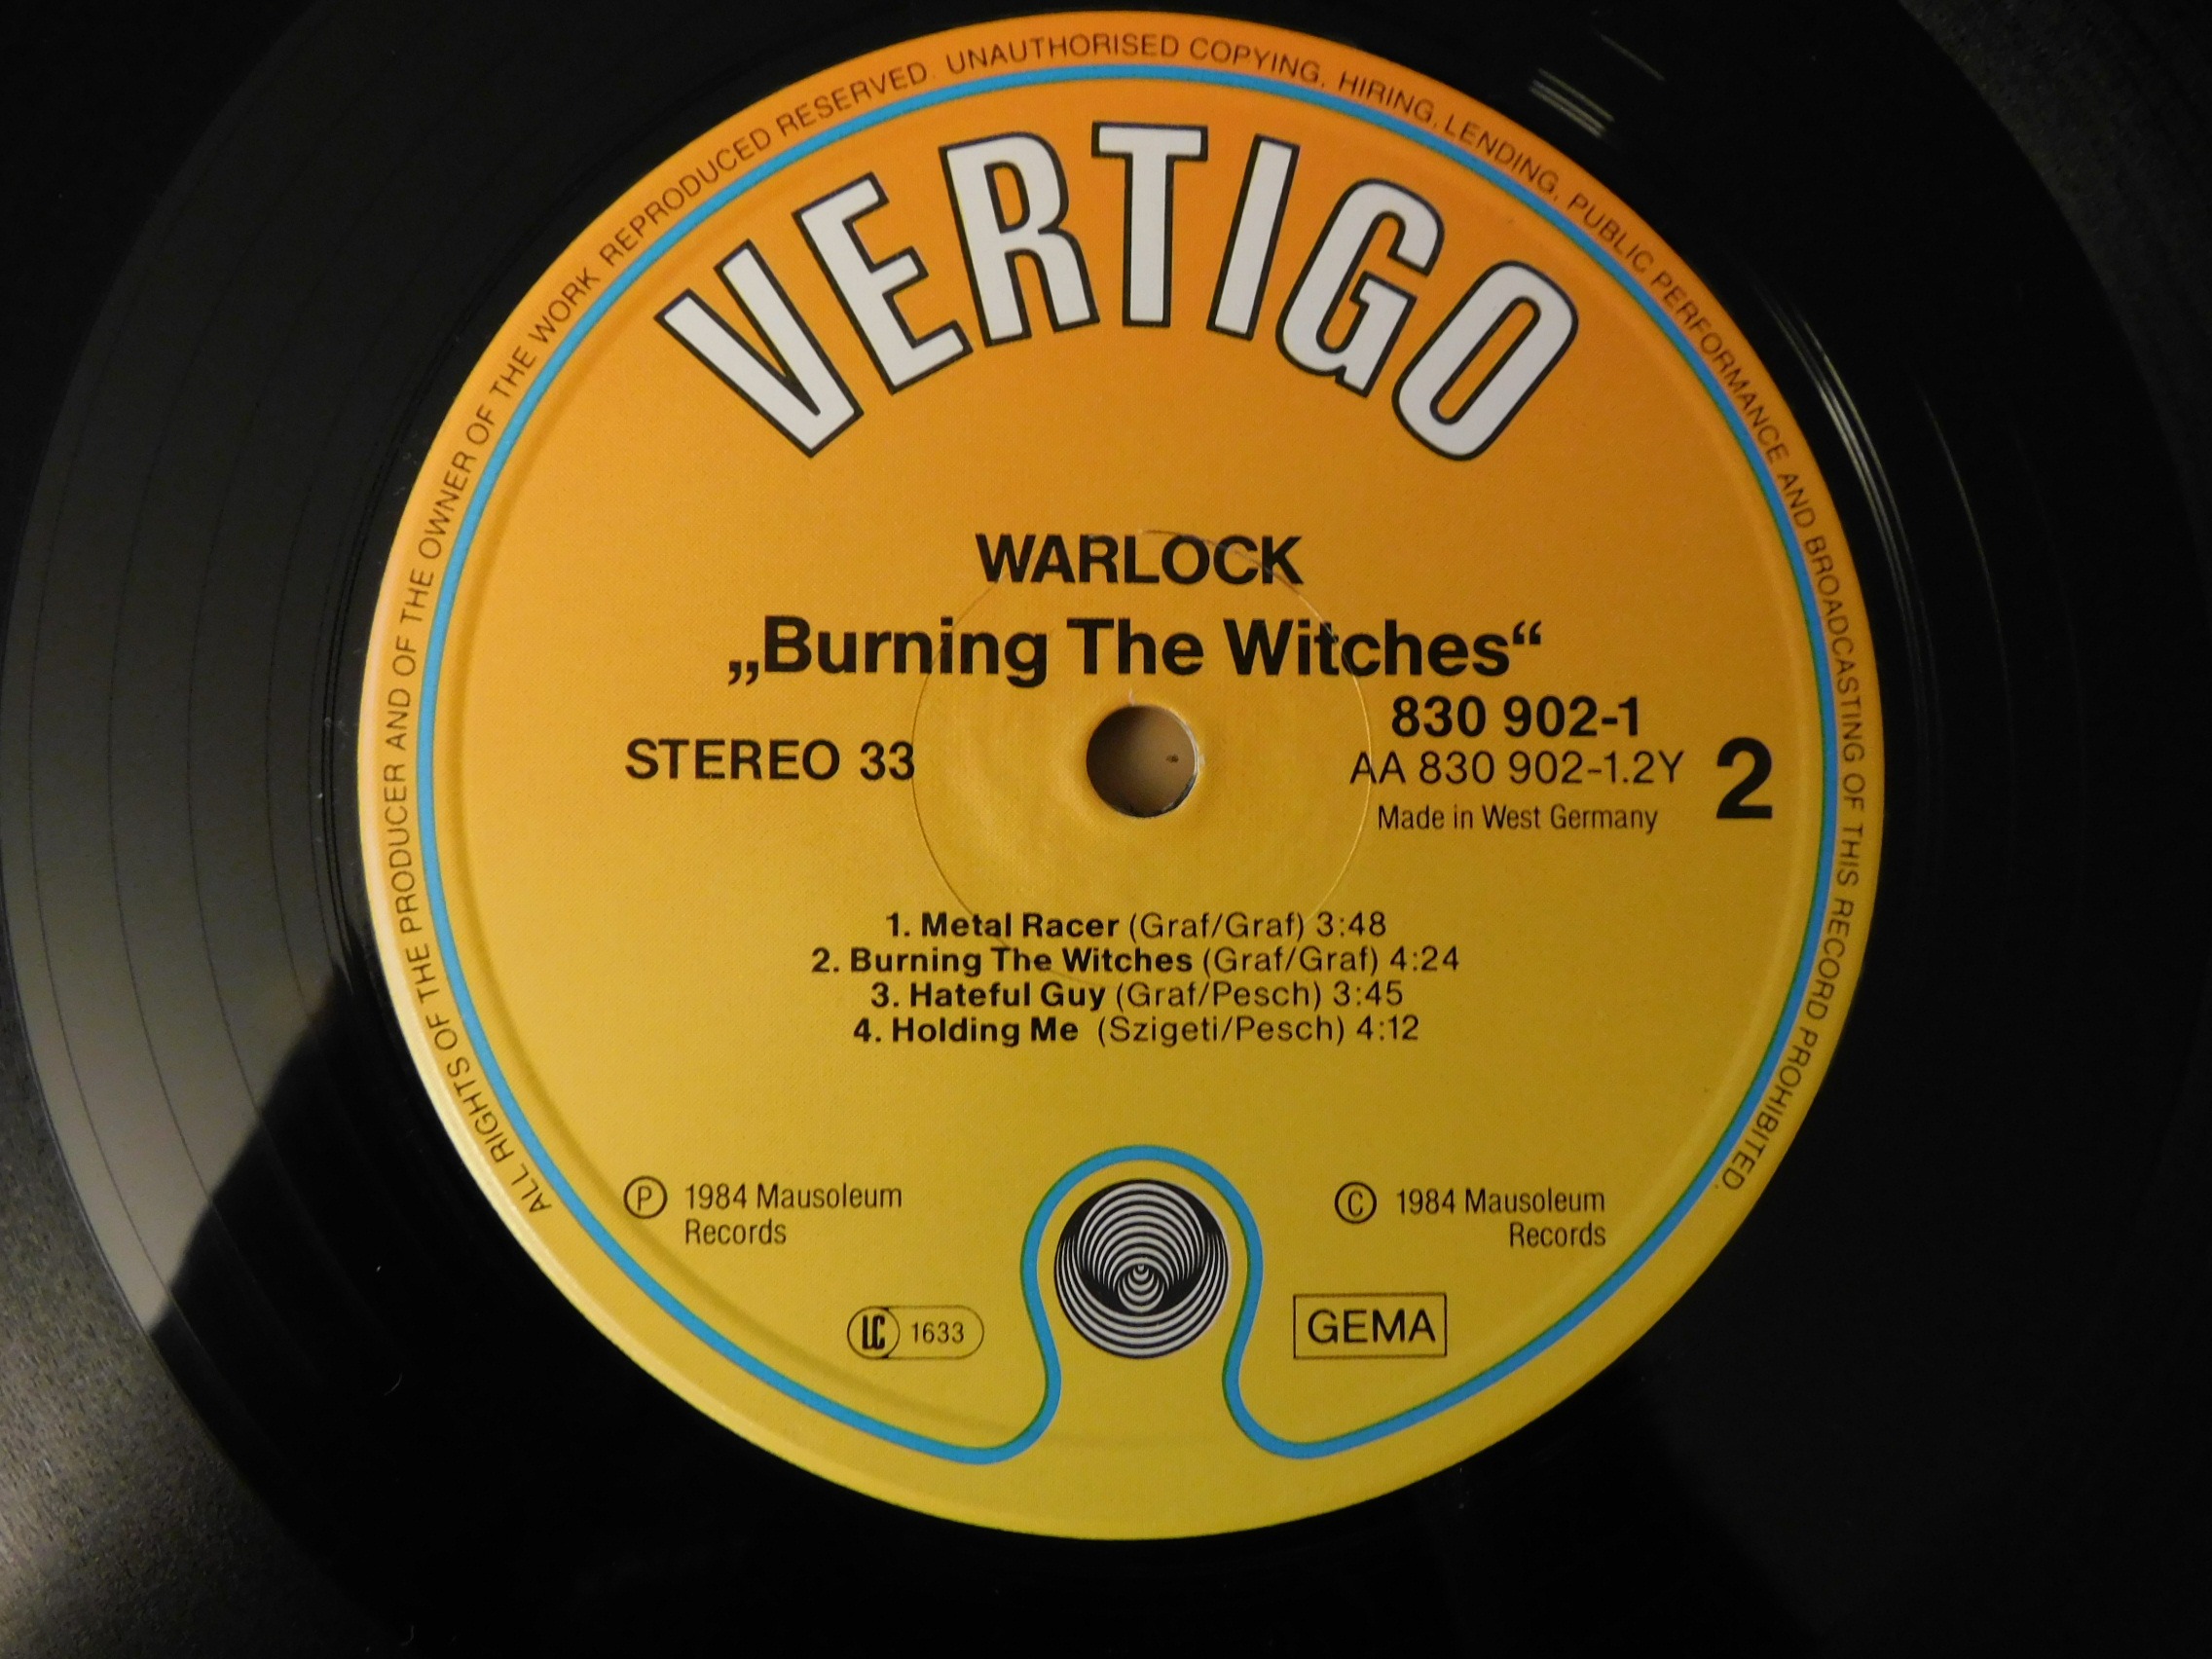 ALL RIGHTS OF THE PRODUCER AND OF THE OWNER OF THE WORK REPRODUCED RESERVED. UNAUTHORISED COPYING, HIRING, LENDING, PUBLIC PERFORMANCE AND BROADCASTING OF THIS RECORD PROHIBITED.
VERTIGO
WARLOCK
„Burning The Witches“
STEREO 33
830 902-1
AA 830 902-1.2Y
Made in West Germany
2
1. Metal Racer (Graf/Graf) 3:48
2. Burning The Witches (Graf/Graf) 4:24
3. Hateful Guy (Graf/Pesch) 3:45
4. Holding Me (Szigeti/Pesch) 4:12
Ⓟ 1984 Mausoleum
Records
© 1984 Mausoleum
Records
LC 1633
GEMA